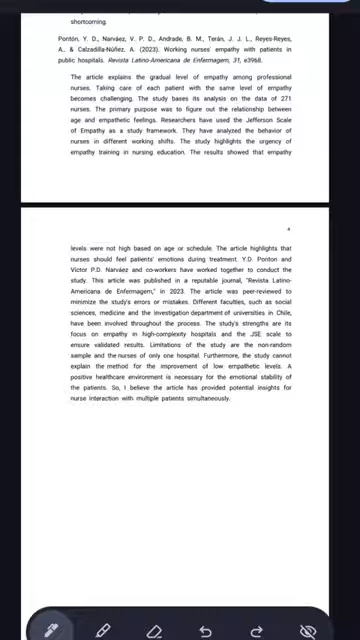 shortcoming.
Pontón, Y. D., Narváez, V. P. D., Andrade, B. M., Terán, J. J. L., Reyes-Reyes,
A., & Calzadilla-Núñez, A. (2023). Working nurses' empathy with patients in
public hospitals. Revista Latino-Americana de Enfermagem, 31, e3968.
The article explains the gradual level of empathy among professional
nurses. Taking care of each patient with the same level of empathy
becomes challenging. The study bases its analysis on the data of 271
nurses. The primary purpose was to figure out the relationship between
age and empathetic feelings. Researchers have used the Jefferson Scale
of Empathy as a study framework. They have analyzed the behavior of
nurses in different working shifts. The study highlights the urgency of
empathy training in nursing education. The results showed that empathy
4
levels were not high based on age or schedule. The article highlights that
nurses should feel patients' emotions during treatment. Y.D. Ponton and
Víctor P.D. Narváez and co-workers have worked together to conduct the
study. This article was published in a reputable journal, "Revista Latino-
Americana de Enfermagem," in 2023. The article was peer-reviewed to
minimize the study's errors or mistakes. Different faculties, such as social
sciences, medicine and the investigation department of universities in Chile,
have been involved throughout the process. The study's strengths are its
focus on empathy in high-complexity hospitals and the JSE scale to
ensure validated results. Limitations of the study are the non-random
sample and the nurses of only one hospital. Furthermore, the study cannot
explain the method for the improvement of low empathetic levels. A
positive healthcare environment is necessary for the emotional stability of
the patients. So, I believe the article has provided potential insights for
nurse interaction with multiple patients simultaneously.